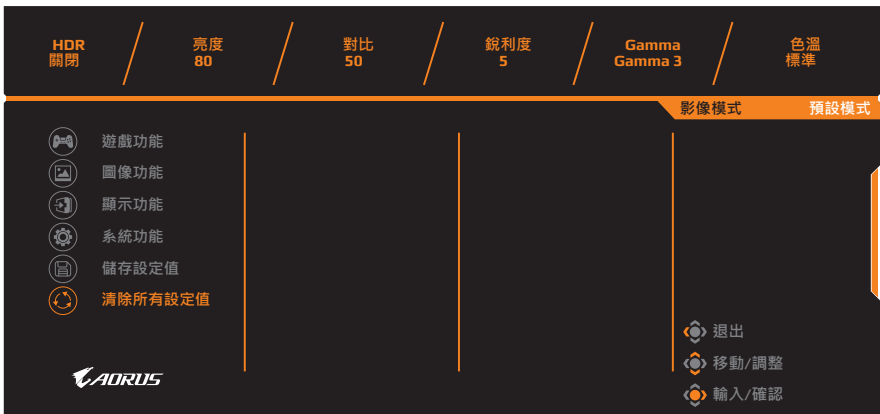 HDR
關閉
亮度
80
對比
50
銳利度
5
Gamma
Gamma 3
色溫
標準
影像模式 預設模式
遊戲功能
圖像功能
顯示功能
系統功能
儲存設定值
清除所有設定值
退出
移動/調整
輸入/確認
AORUS